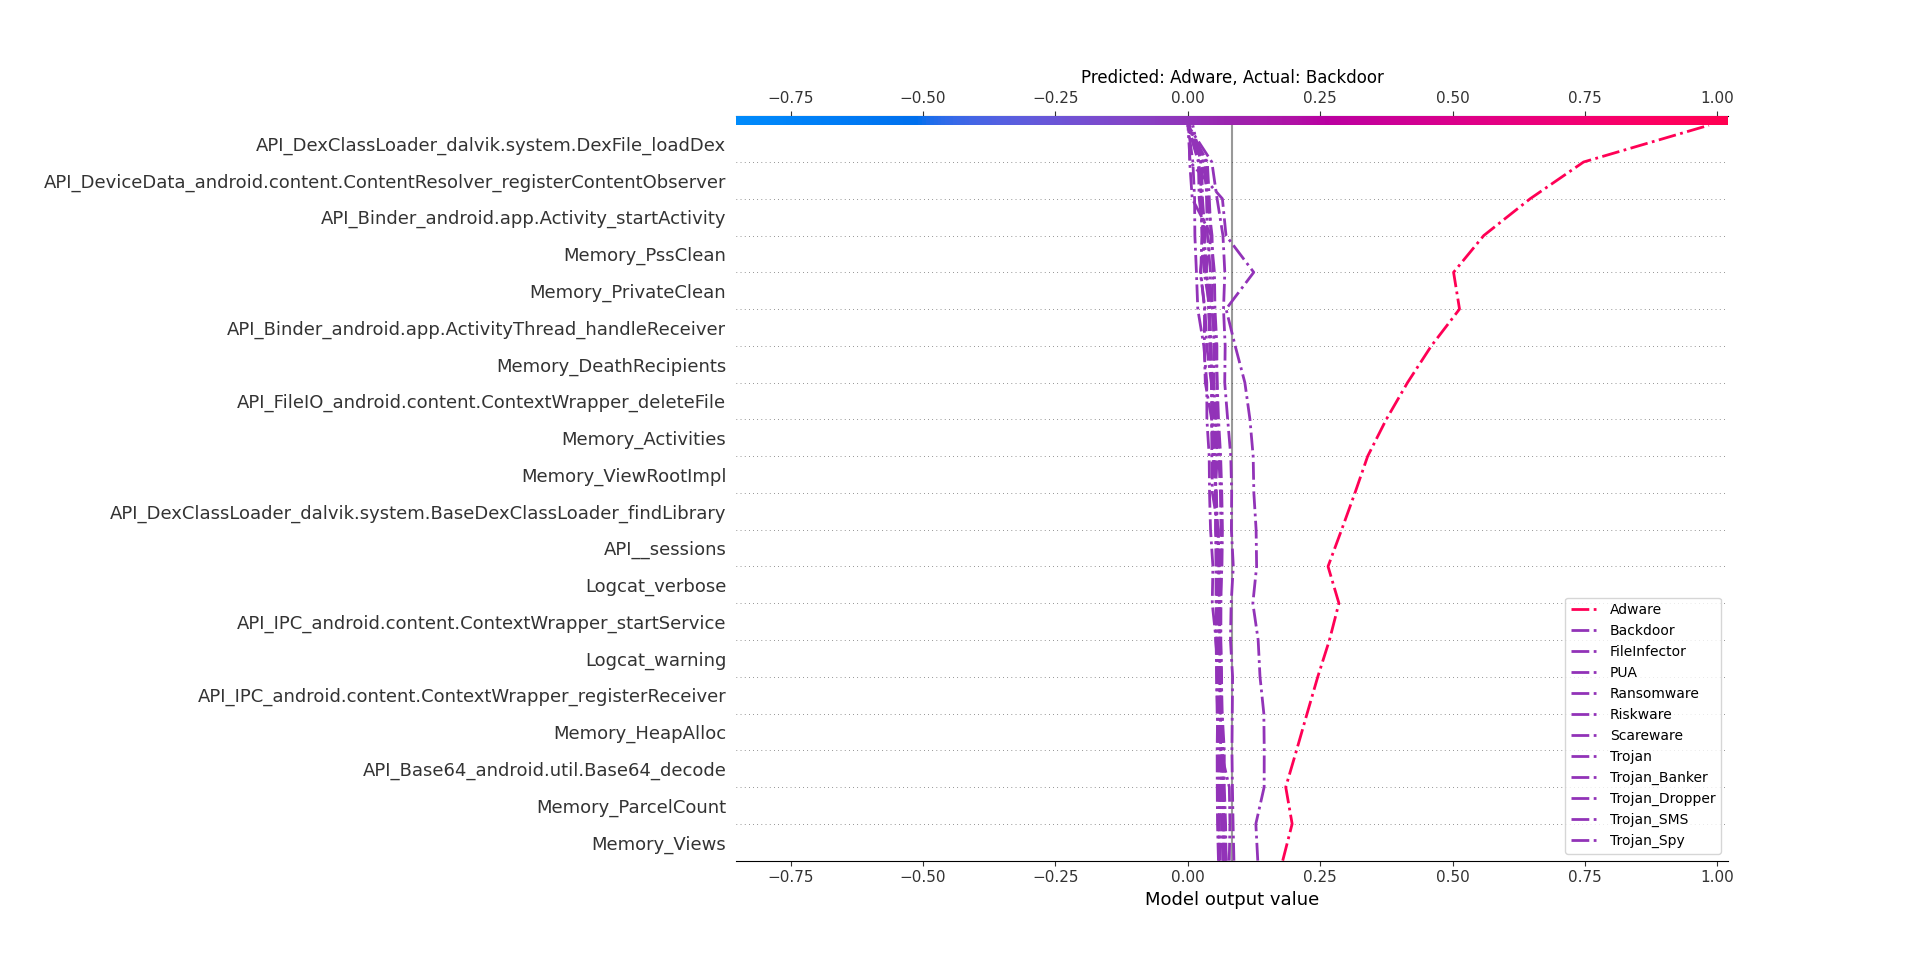 Predicted: Adware, Actual: Backdoor
−0.75 −0.50 −0.25 0.00 0.25 0.50 0.75 1.00
API_DexClassLoader_dalvik.system.DexFile_loadDex
API_DeviceData_android.content.ContentResolver_registerContentObserver
API_Binder_android.app.Activity_startActivity
Memory_PssClean
Memory_PrivateClean
API_Binder_android.app.ActivityThread_handleReceiver
Memory_DeathRecipients
API_FileIO_android.content.ContextWrapper_deleteFile
Memory_Activities
Memory_ViewRootImpl
API_DexClassLoader_dalvik.system.BaseDexClassLoader_findLibrary
API__sessions
Logcat_verbose
API_IPC_android.content.ContextWrapper_startService
Logcat_warning
API_IPC_android.content.ContextWrapper_registerReceiver
Memory_HeapAlloc
API_Base64_android.util.Base64_decode
Memory_ParcelCount
Memory_Views
Adware
Backdoor
FileInfector
PUA
Ransomware
Riskware
Scareware
Trojan
Trojan_Banker
Trojan_Dropper
Trojan_SMS
Trojan_Spy
−0.75 −0.50 −0.25 0.00 0.25 0.50 0.75 1.00
Model output value